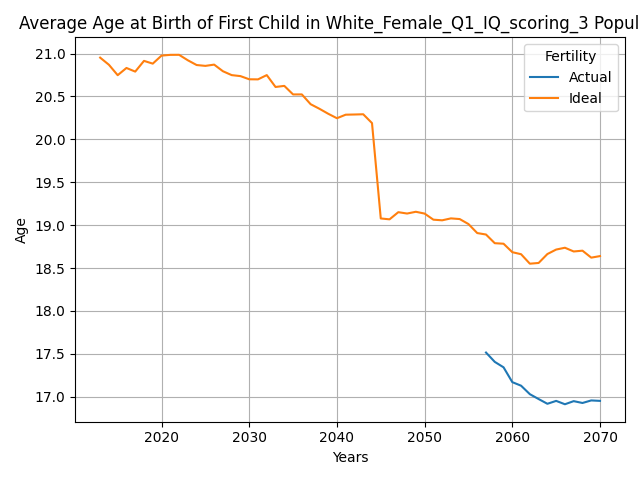 Average Age at Birth of First Child in White_Female_Q1_IQ_scoring_3 Popul
21.0
20.5
20.0
19.5
19.0
18.5
18.0
17.5
17.0
Age
Fertility
Actual
Ideal
2020
2030
2040
2050
2060
2070
Years